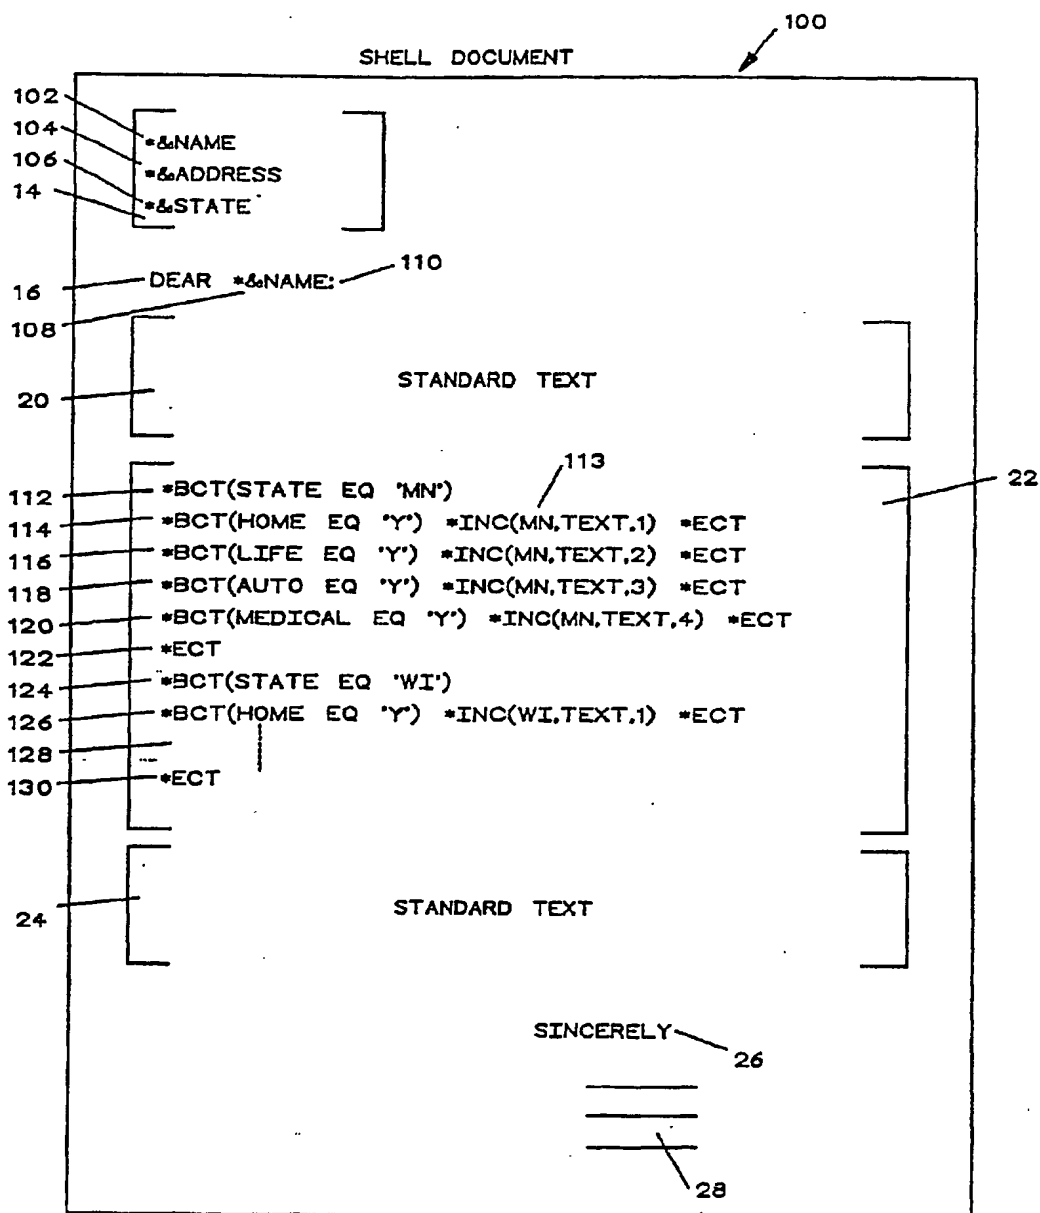 100
SHELL DOCUMENT
102
*&NAME
104
*&ADDRESS
106
*&STATE
14
16
DEAR *&NAME:
110
108
STANDARD TEXT
20
113
22
112
*BCT(STATE EQ 'MN')
114
*BCT(HOME EQ 'Y') *INC(MN,TEXT,1) *ECT
116
*BCT(LIFE EQ 'Y') *INC(MN,TEXT,2) *ECT
118
*BCT(AUTO EQ 'Y') *INC(MN,TEXT,3) *ECT
120
*BCT(MEDICAL EQ 'Y') *INC(MN,TEXT,4) *ECT
122
*ECT
124
*BCT(STATE EQ 'WI')
126
*BCT(HOME EQ 'Y') *INC(WI,TEXT,1) *ECT
128
130
*ECT
24
STANDARD TEXT
SINCERELY
26
28